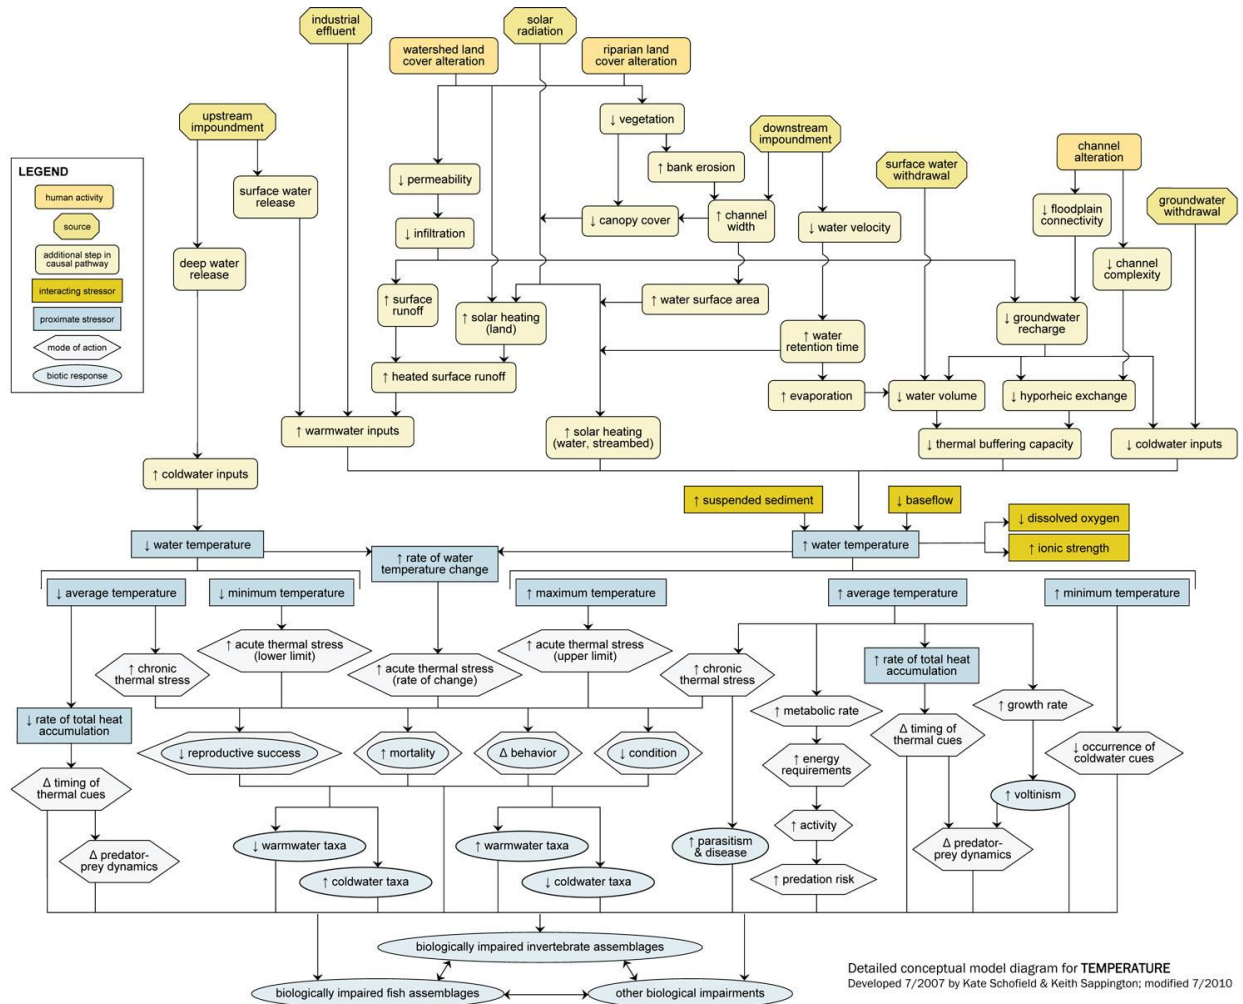 industrial
effluent
solar
radiation
watershed land
cover alteration
riparian land
cover alteration
upstream
impoundment
↓ vegetation
downstream
impoundment
surface water
withdrawal
channel
alteration
LEGEND
human activity
source
additional step in
causal pathway
interacting stressor
proximate stressor
mode of action
biotic response
surface water
release
↓ permeability
↑ bank erosion
↓ canopy cover
↑ channel
width
↓ floodplain
connectivity
groundwater
withdrawal
↓ infiltration
↓ water velocity
deep water
release
↓ channel
complexity
↑ surface
runoff
↑ solar heating
(land)
↑ water surface area
↓ groundwater
recharge
↑ water
retention time
↑ heated surface runoff
↑ evaporation
↓ water volume
↓ hyporheic exchange
↑ warmwater inputs
↑ solar heating
(water, streambed)
↓ thermal buffering capacity
↓ coldwater inputs
↑ coldwater inputs
↑ suspended sediment
↓ baseflow
↓ dissolved oxygen
↑ ionic strength
↓ water temperature
↑ rate of water
temperature change
↑ water temperature
↓ average temperature
↓ minimum temperature
↑ maximum temperature
↑ average temperature
↑ minimum temperature
↑ chronic
thermal stress
↑ acute thermal stress
(lower limit)
↑ acute thermal stress
(rate of change)
↑ acute thermal stress
(upper limit)
↑ chronic
thermal stress
↑ rate of total heat
accumulation
↑ metabolic rate
↑ growth rate
↓ rate of total heat
accumulation
Δ timing of
thermal cues
↓ reproductive success
↑ mortality
Δ behavior
↓ condition
↑ energy
requirements
↓ occurrence of
coldwater cues
Δ timing of
thermal cues
↑ voltinism
↑ activity
Δ predator-
prey dynamics
↓ warmwater taxa
↑ coldwater taxa
↑ warmwater taxa
↓ coldwater taxa
↑ parasitism
& disease
↑ predation risk
Δ predator-
prey dynamics
biologically impaired invertebrate assemblages
biologically impaired fish assemblages
other biological impairments
Detailed conceptual model diagram for TEMPERATURE
Developed 7/2007 by Kate Schofield & Keith Sappington; modified 7/2010